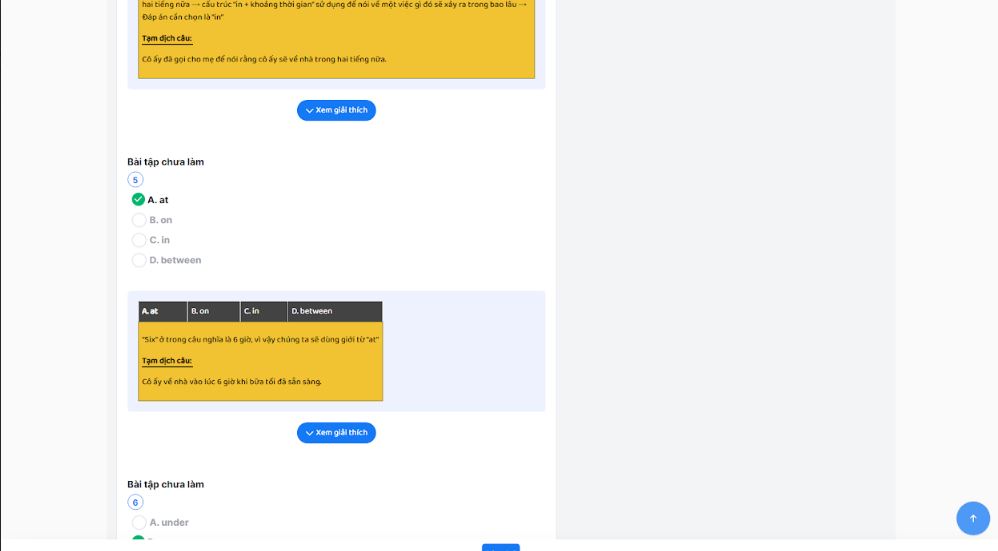 hai tiếng nữa → cấu trúc "in + khoảng thời gian" sử dụng để nói về một việc gì đó sẽ xảy ra trong bao lâu →
Đáp án cần chọn là "in"
Tạm dịch câu:
Cô ấy đã gọi cho mẹ để nói rằng cô ấy sẽ về nhà trong hai tiếng nữa.
Xem giải thích
Bài tập chưa làm
5
A. at
B. on
C. in
D. between
A. at B. on C. in D. between
"Six" ở trong câu nghĩa là 6 giờ, vì vậy chúng ta sẽ dùng giới từ "at"
Tạm dịch câu:
Cô ấy về nhà vào lúc 6 giờ khi bữa tối đã sẵn sàng.
Xem giải thích
Bài tập chưa làm
6
A. under